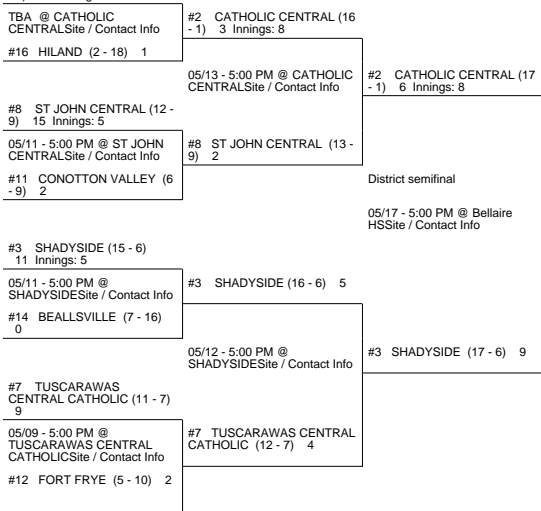 TBA @ CATHOLIC
CENTRALSite / Contact Info
#16 HILAND (2 - 18) 1
#2 CATHOLIC CENTRAL (16
- 1) 3 Innings: 8
05/13 - 5:00 PM @ CATHOLIC
CENTRALSite / Contact Info
#2 CATHOLIC CENTRAL (17
- 1) 6 Innings: 8
#8 ST JOHN CENTRAL (12 -
9) 15 Innings: 5
05/11 - 5:00 PM @ ST JOHN
CENTRALSite / Contact Info
#11 CONOTTON VALLEY (6
- 9) 2
#8 ST JOHN CENTRAL (13 -
9) 2
District semifinal
05/17 - 5:00 PM @ Bellaire
HSSite / Contact Info
#3 SHADYSIDE (15 - 6)
11 Innings: 5
05/11 - 5:00 PM @
SHADYSIDESite / Contact Info
#14 BEALLSVILLE (7 - 16)
0
#3 SHADYSIDE (16 - 6) 5
05/12 - 5:00 PM @
SHADYSIDESite / Contact Info
#3 SHADYSIDE (17 - 6) 9
#7 TUSCARAWAS
CENTRAL CATHOLIC (11 - 7)
9
05/09 - 5:00 PM @
TUSCARAWAS CENTRAL
CATHOLICSite / Contact Info
#12 FORT FRYE (5 - 10) 2
#7 TUSCARAWAS CENTRAL
CATHOLIC (12 - 7) 4